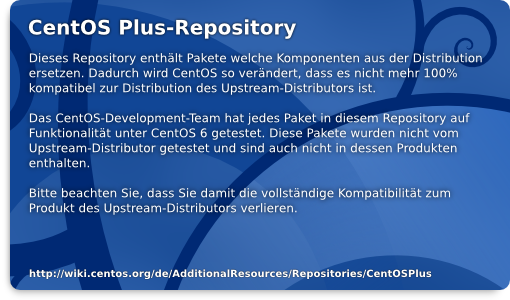 CentOS Plus-Repository
Dieses Repository enthält Pakete welche Komponenten aus der Distribution
ersetzen. Dadurch wird CentOS so verändert, dass es nicht mehr 100%
kompatibel zur Distribution des Upstream-Distributors ist.
Das CentOS-Development-Team hat jedes Paket in diesem Repository auf
Funktionalität unter CentOS 6 getestet. Diese Pakete wurden nicht vom
Upstream-Distributor getestet und sind auch nicht in dessen Produkten
enthalten.
Bitte beachten Sie, dass Sie damit die vollständige Kompatibilität zum
Produkt des Upstream-Distributors verlieren.
http://wiki.centos.org/de/AdditionalResources/Repositories/CentOSPlus